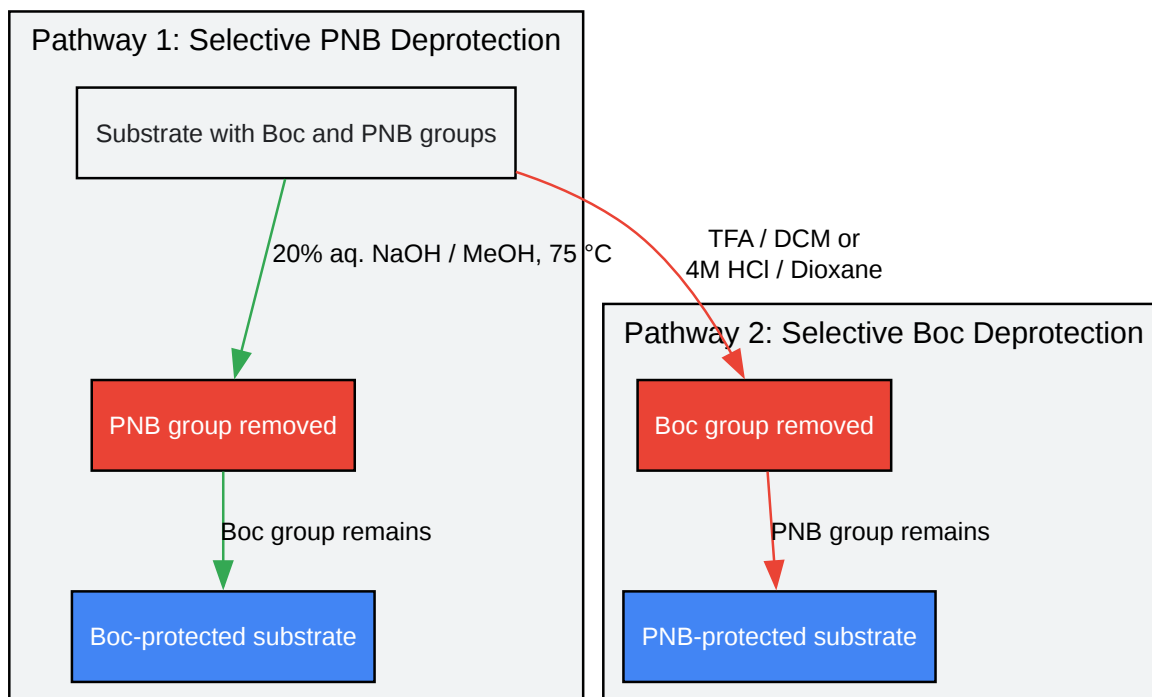 Pathway 1: Selective PNB Deprotection
Substrate with Boc and PNB groups
20% aq. NaOH / MeOH, 75 °C
TFA / DCM or
4M HCl / Dioxane
Pathway 2: Selective Boc Deprotection
PNB group removed
Boc group removed
Boc group remains
PNB group remains
Boc-protected substrate
PNB-protected substrate